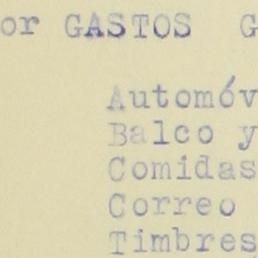 or GASTOS G
Automóv
Balco y
Comidas
Correo
Timbres